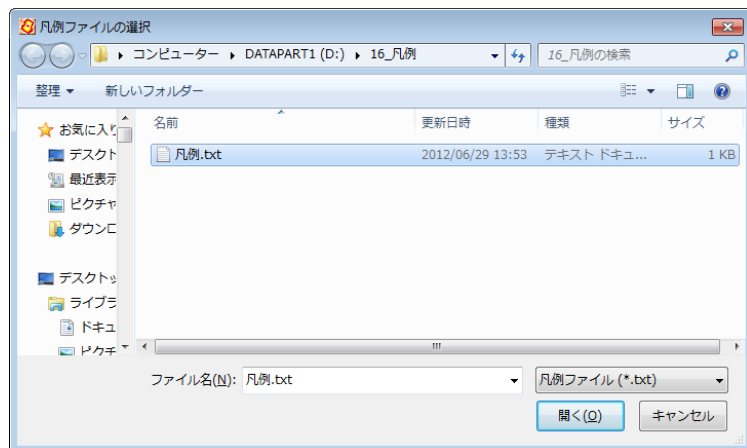 凡例ファイルの選択
コンピューター ▸ DATAPART1 (D:) ▸ 16_凡例
16_凡例の検索
整理 新しいフォルダー
名前 更新日時 種類 サイズ
凡例.txt 2012/06/29 13:53 テキスト ドキュ... 1 KB
お気に入り
デスクト
最近表示
ピクチャ
ダウンロ
デスクトッ
ライブラ
ドキュ
ピクチ
ファイル名(N): 凡例.txt 凡例ファイル (*.txt)
開く(O) キャンセル